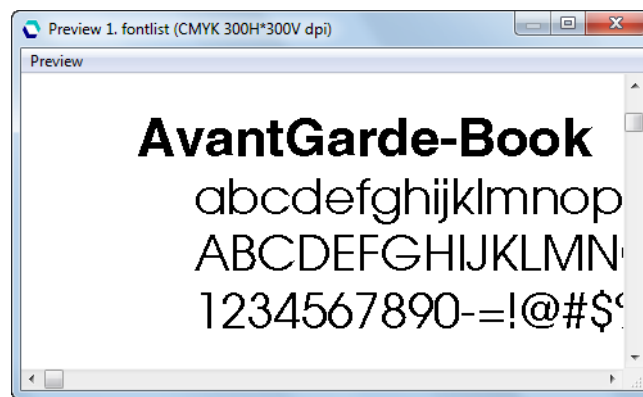 Preview 1. fontlist (CMYK 300H*300V dpi)
Preview
AvantGarde-Book
abcdefghijklmnop
ABCDEFGHIJKLMN
1234567890-=!@#$